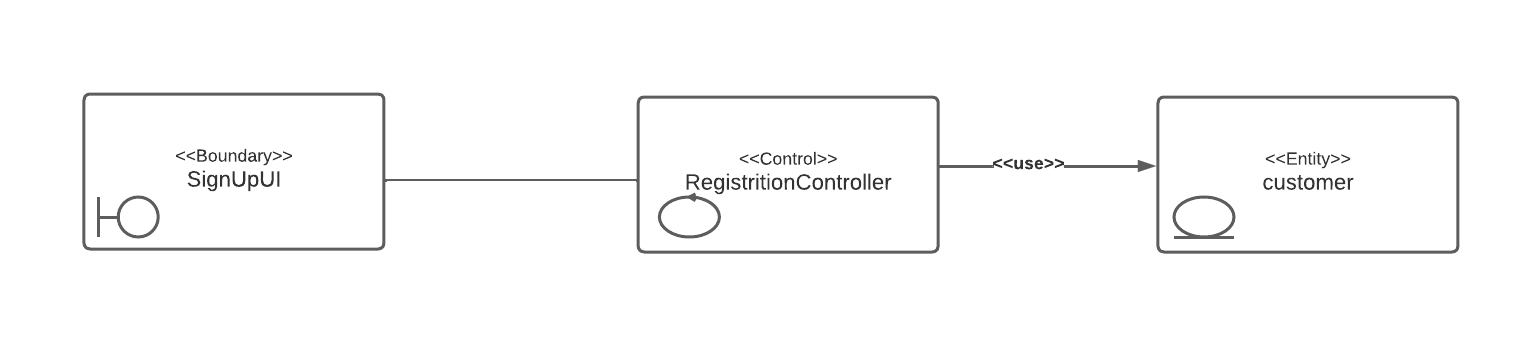 <<Boundary>>
SignUpUI
<<Control>>
RegistritionController
<<use>>
<<Entity>>
customer